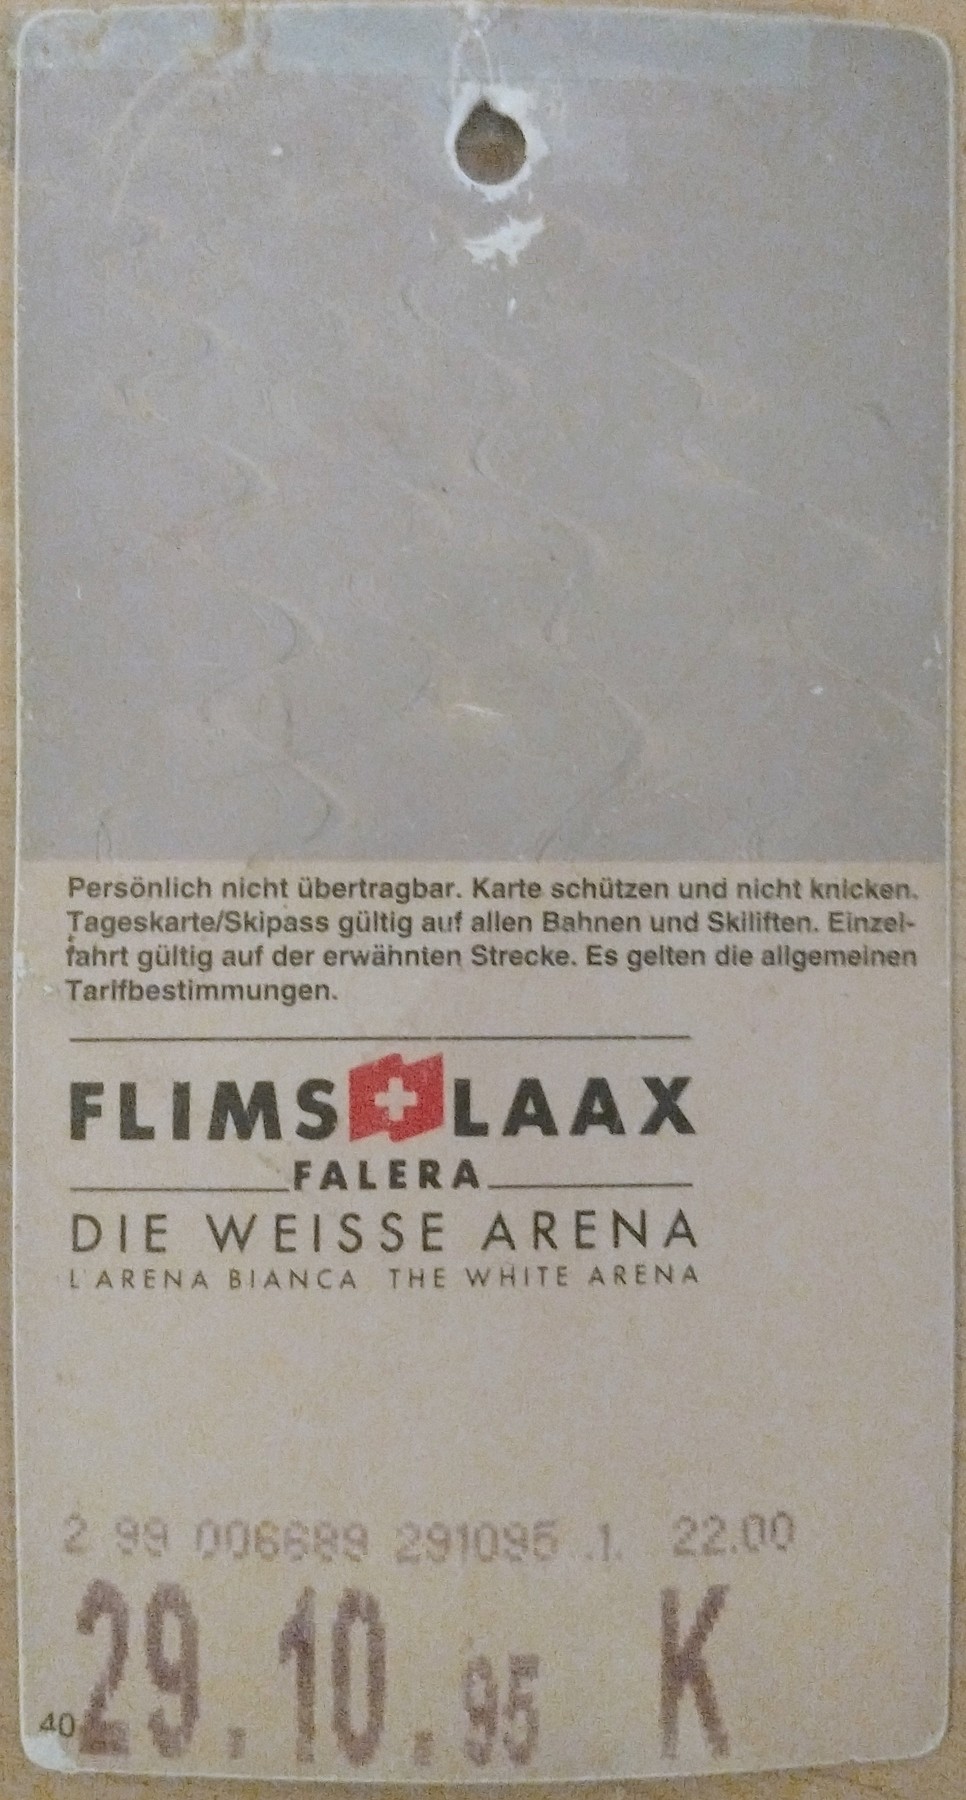 Persönlich nicht übertragbar. Karte schützen und nicht knicken.
Tageskarte/Skipass gültig auf allen Bahnen und Skiliften. Einzel-
fahrt gültig auf der erwähnten Strecke. Es gelten die allgemeinen
Tarifbestimmungen.
FLIMS LAAX
FALERA
DIE WEISSE ARENA
L'ARENA BIANCA THE WHITE ARENA
2 99 006689 291095 .1. 22.00
29.10.95 K
40